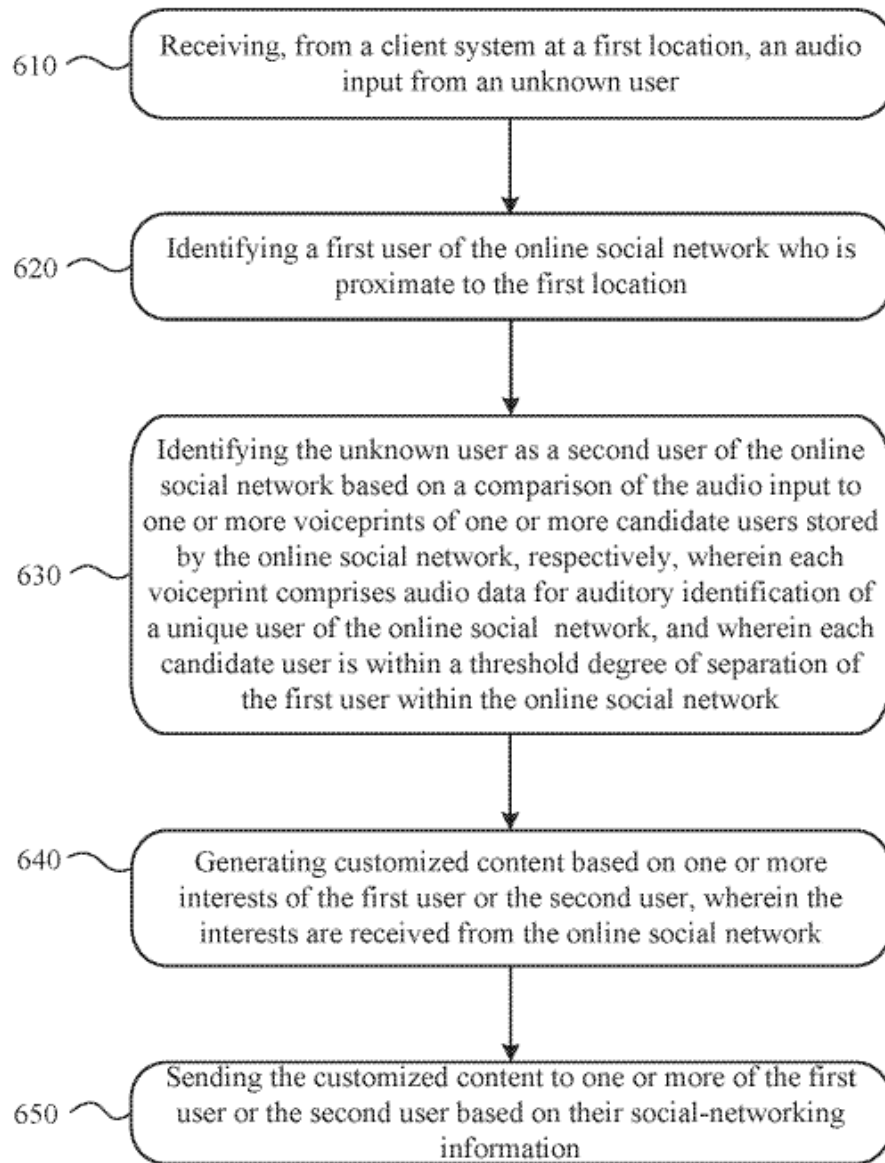 610
Receiving, from a client system at a first location, an audio
input from an unknown user
620
Identifying a first user of the online social network who is
proximate to the first location
630
Identifying the unknown user as a second user of the online
social network based on a comparison of the audio input to
one or more voiceprints of one or more candidate users stored
by the online social network, respectively, wherein each
voiceprint comprises audio data for auditory identification of
a unique user of the online social network, and wherein each
candidate user is within a threshold degree of separation of
the first user within the online social network
640
Generating customized content based on one or more
interests of the first user or the second user, wherein the
interests are received from the online social network
650
Sending the customized content to one or more of the first
user or the second user based on their social-networking
information